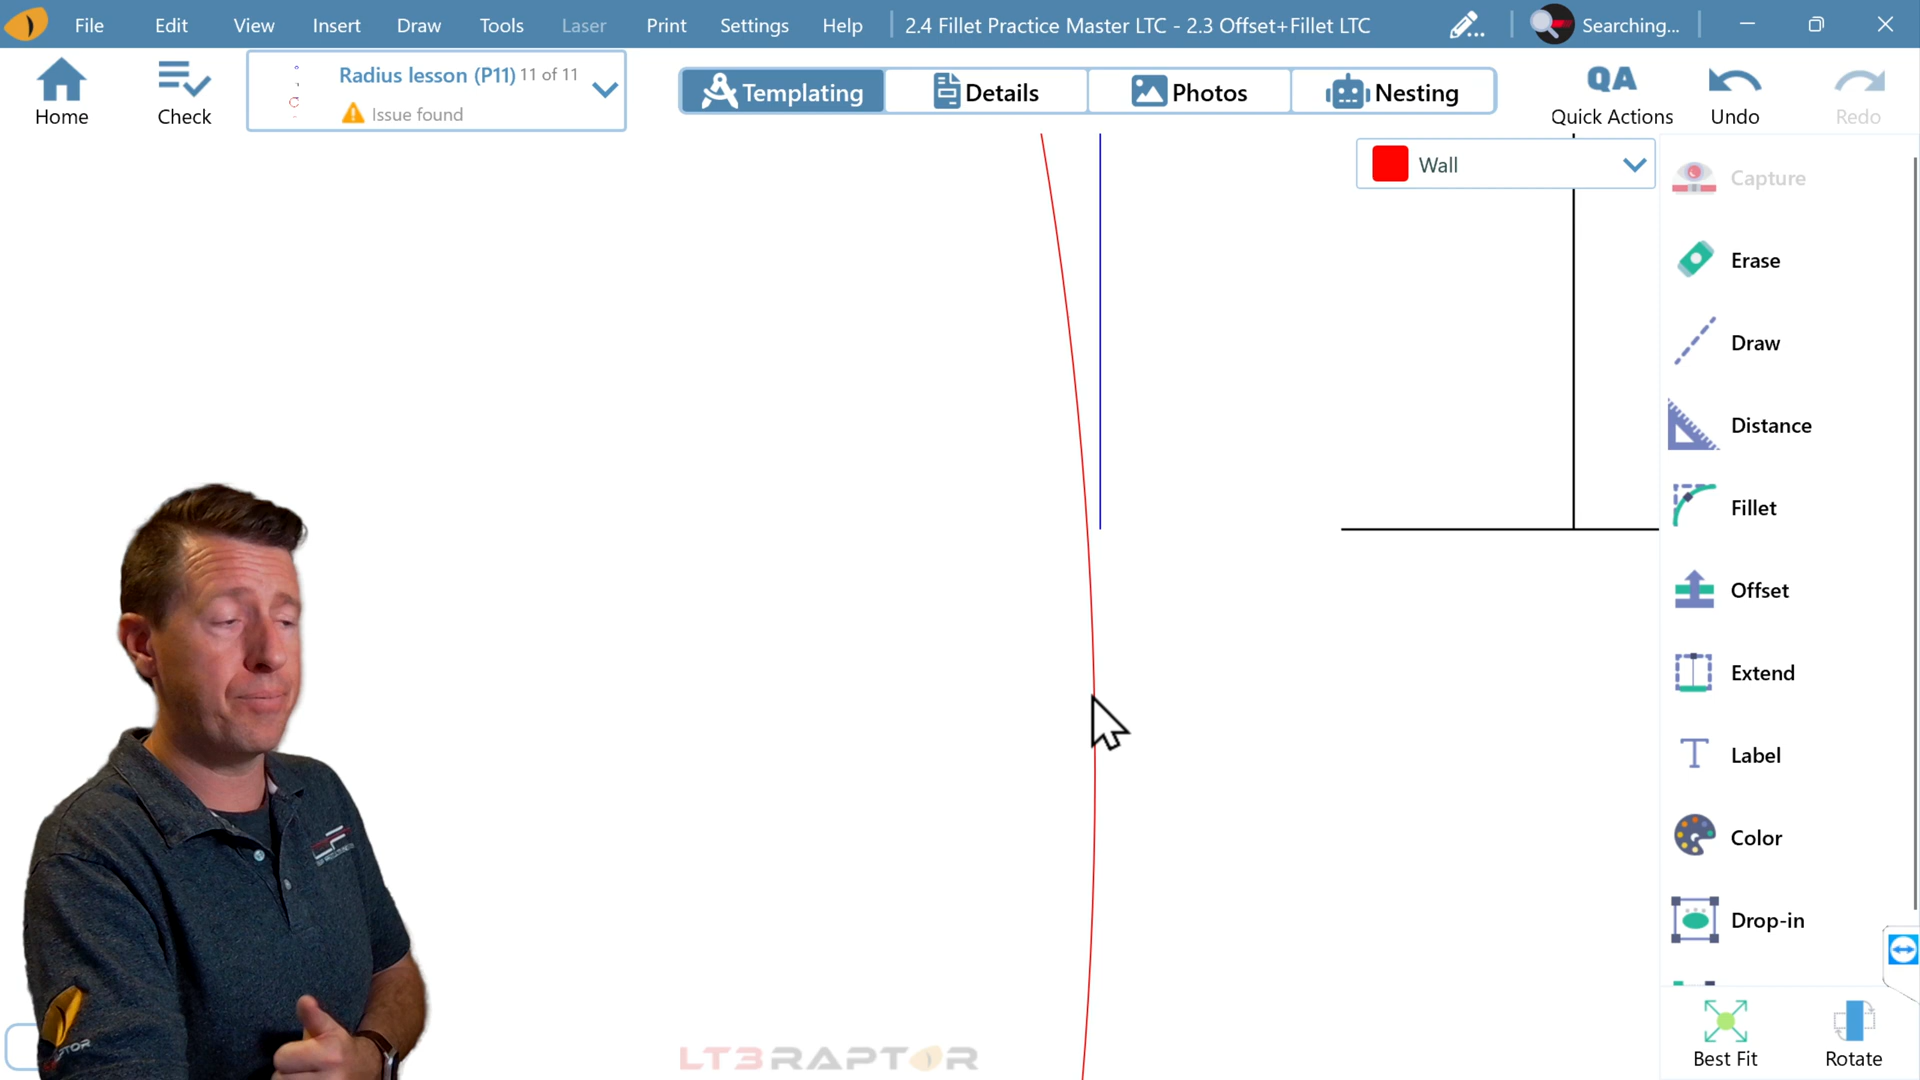 File Edit View Insert Draw Tools Laser Print Settings Help 2.4 Fillet Practice Master LTC - 2.3 Offset+Fillet LTC Searching...
Home
Check
Radius lesson (P11) 11 of 11
Issue found
Templating Details Photos Nesting
QA
Quick Actions
Undo
Redo
Wall
Capture
Erase
Draw
Distance
Fillet
Offset
Extend
T Label
Color
Drop-in
Best Fit
Rotate
LT3RAPTOR